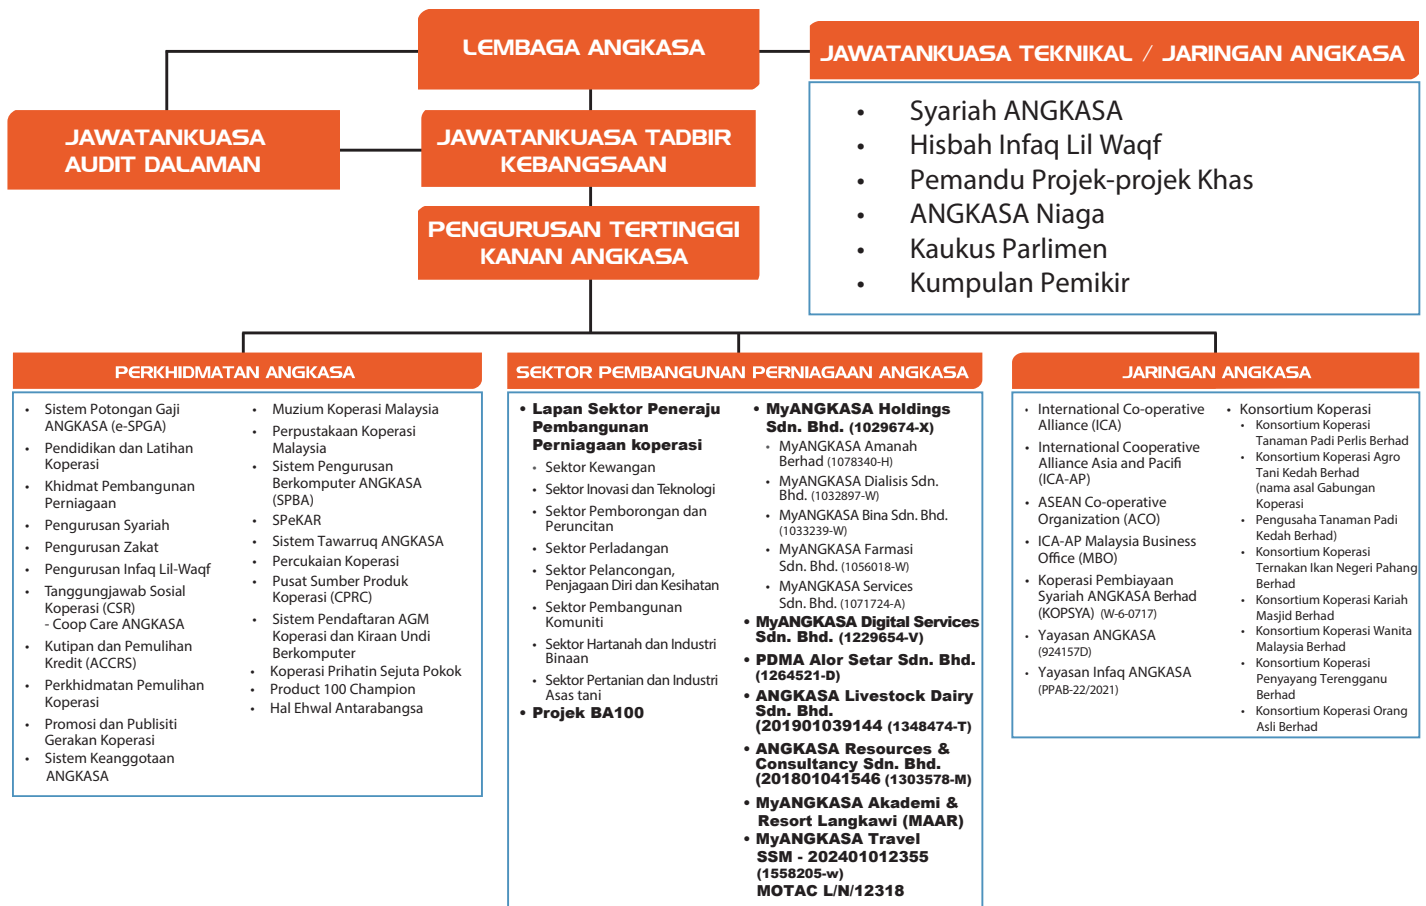 LEMBAGA ANGKASA
JAWATANKUASA TEKNIKAL / JARINGAN ANGKASA
• Syariah ANGKASA
• Hisbah Infaq Lil Waqf
• Pemandu Projek-projek Khas
• ANGKASA Niaga
• Kaukus Parlimen
• Kumpulan Pemikir
JAWATANKUASA
AUDIT DALAMAN
JAWATANKUASA TADBIR
KEBANGSAAN
PENGURUSAN TERTINGGI
KANAN ANGKASA
PERKHIDMATAN ANGKASA
• Sistem Potongan Gaji
ANGKASA (e-SPGA)
• Pendidikan dan Latihan
Koperasi
• Khidmat Pembangunan
Perniagaan
• Pengurusan Syariah
• Pengurusan Zakat
• Pengurusan Infaq Lil-Waqf
• Tanggungjawab Sosial
Koperasi (CSR)
- Coop Care ANGKASA
• Kutipan dan Pemulihan
Kredit (ACCRS)
• Perkhidmatan Pemulihan
Koperasi
• Promosi dan Publisiti
Gerakan Koperasi
• Sistem Keanggotaan
ANGKASA
• Muzium Koperasi Malaysia
• Perpustakaan Koperasi
Malaysia
• Sistem Pengurusan
Berkomputer ANGKASA
(SPBA)
• SPeKAR
• Sistem Tawarruq ANGKASA
• Percukaian Koperasi
• Pusat Sumber Produk
Koperasi (CPRC)
• Sistem Pendaftaran AGM
Koperasi dan Kiraan Undi
Berkomputer
• Koperasi Prihatin Sejuta Pokok
• Product 100 Champion
• Hal Ehwal Antarabangsa
SEKTOR PEMBANGUNAN PERNIAGAAN ANGKASA
• Lapan Sektor Peneraju
Pembangunan
Perniagaan koperasi
• Sektor Kewangan
• Sektor Inovasi dan Teknologi
• Sektor Pemborongan dan
Peruncitan
• Sektor Perladangan
• Sektor Pelancongan,
Penjagaan Diri dan Kesihatan
• Sektor Pembangunan
Komuniti
• Sektor Hartanah dan Industri
Binaan
• Sektor Pertanian dan Industri
Asas tani
• Projek BA100
• MyANGKASA Holdings
Sdn. Bhd. (1029674-X)
• MyANGKASA Amanah
Berhad (1078340-H)
• MyANGKASA Dialisis Sdn.
Bhd. (1032897-W)
• MyANGKASA Bina Sdn. Bhd.
(1033239-W)
• MyANGKASA Farmasi
Sdn. Bhd. (1056018-W)
• MyANGKASA Services
Sdn. Bhd. (1071724-A)
• MyANGKASA Digital Services
Sdn. Bhd. (1229654-V)
• PDMA Alor Setar Sdn. Bhd.
(1264521-D)
• ANGKASA Livestock Dairy
Sdn. Bhd.
(201901039144 (1348474-T)
• ANGKASA Resources &
Consultancy Sdn. Bhd.
(201801041546 (1303578-M)
• MyANGKASA Akademi &
Resort Langkawi (MAAR)
• MyANGKASA Travel
SSM - 202401012355
(1558205-w)
MOTAC L/N/12318
JARINGAN ANGKASA
• International Co-operative
Alliance (ICA)
• International Cooperative
Alliance Asia and Pacifi
(ICA-AP)
• ASEAN Co-operative
Organization (ACO)
• ICA-AP Malaysia Business
Office (MBO)
• Koperasi Pembiayaan
Syariah ANGKASA Berhad
(KOPSYA) (W-6-0717)
• Yayasan ANGKASA
(924157D)
• Yayasan Infaq ANGKASA
(PPAB-22/2021)
• Konsortium Koperasi
• Konsortium Koperasi
Tanaman Padi Perlis Berhad
• Konsortium Koperasi Agro
Tani Kedah Berhad
(nama asal Gabungan
Koperasi
• Pengusaha Tanaman Padi
Kedah Berhad)
• Konsortium Koperasi
Ternakan Ikan Negeri Pahang
Berhad
• Konsortium Koperasi Kariah
Masjid Berhad
• Konsortium Koperasi Wanita
Malaysia Berhad
• Konsortium Koperasi
Penyayang Terengganu
Berhad
• Konsortium Koperasi Orang
Asli Berhad